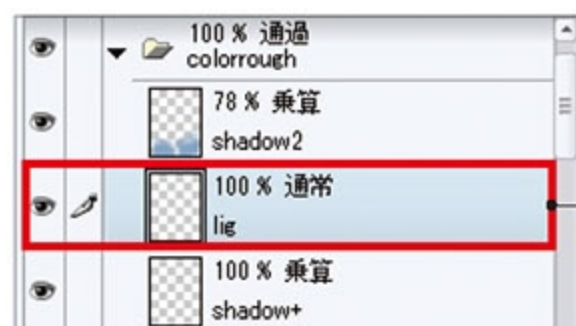 100 % 通過
colorrough
78 % 乗算
shadow2
100 % 通常
lig
100 % 乗算
shadow+